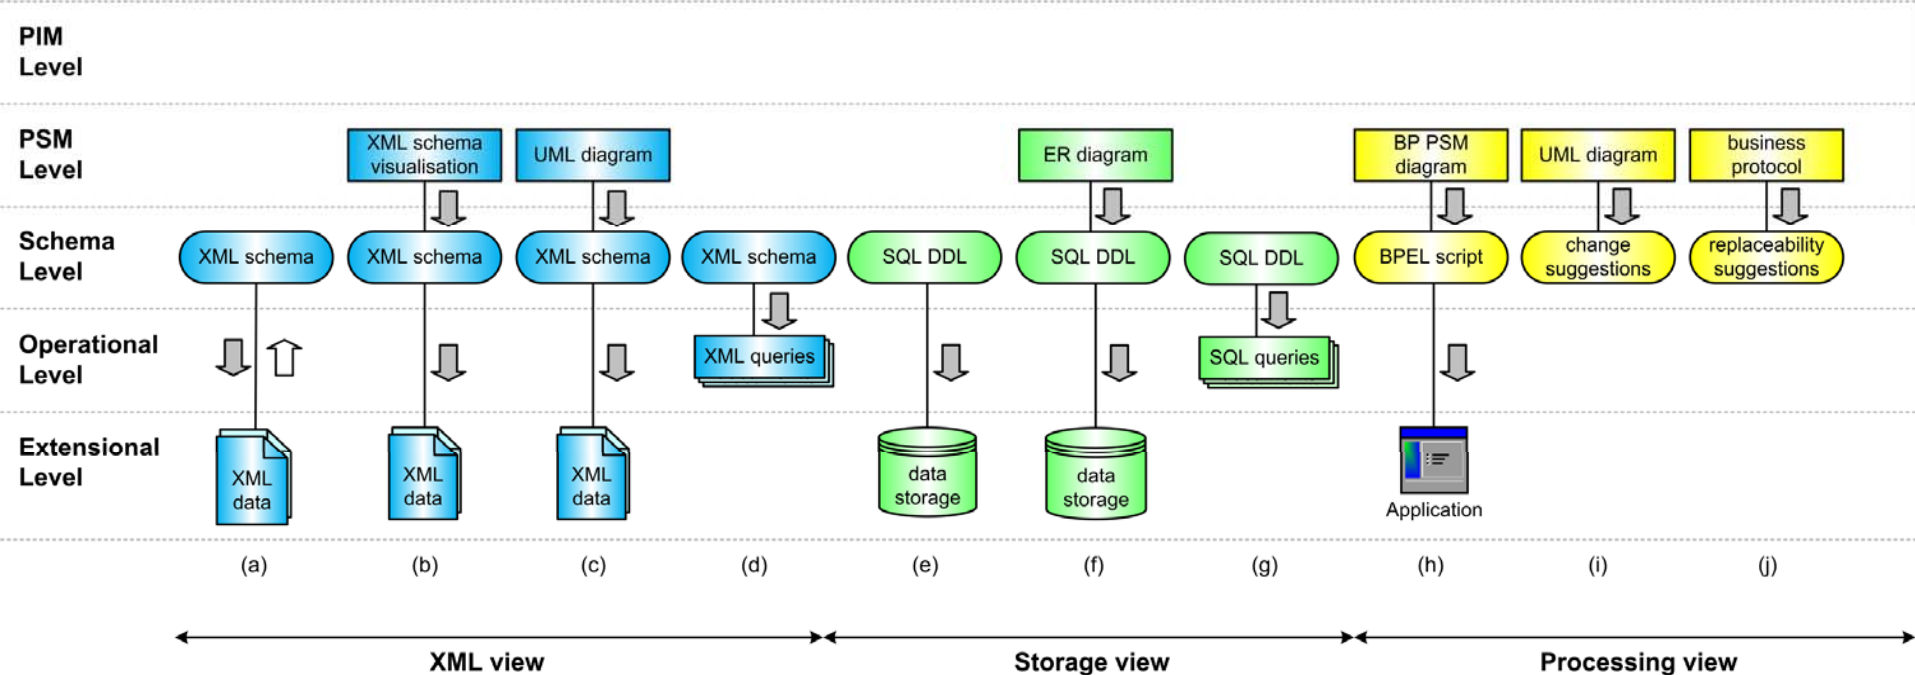 PIM
Level
PSM
Level
XML schema
visualisation
UML diagram
ER diagram
BP PSM
diagram
UML diagram
business
protocol
Schema
Level
XML schema
XML schema
XML schema
XML schema
SQL DDL
SQL DDL
SQL DDL
BPEL script
change
suggestions
replaceability
suggestions
Operational
Level
XML queries
SQL queries
Extensional
Level
XML
data
XML
data
XML
data
data
storage
data
storage
Application
(a)
(b)
(c)
(d)
(e)
(f)
(g)
(h)
(i)
(j)
XML view
Storage view
Processing view